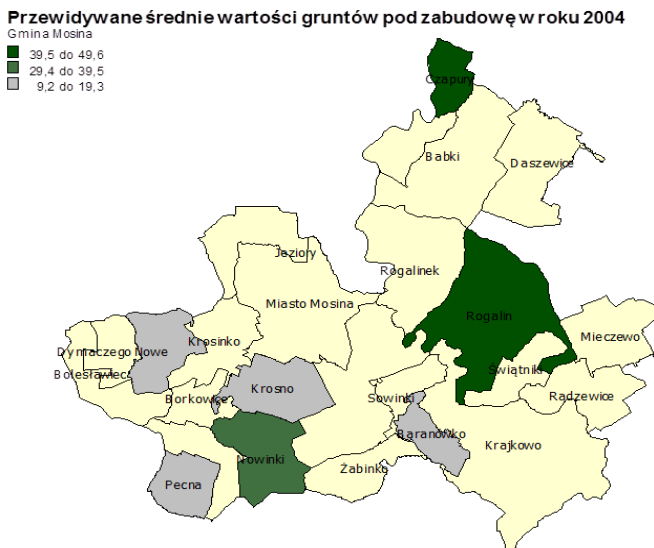 Przewidywane średnie wartości gruntów pod zabudowę w roku 2004
Gmina Mosina
39,5 do 49,6
29,4 do 39,5
9,2 do 19,3
Czapury
Babki
Daszewice
Jeziory
Rogalinek
Miasto Mosina
Rogalin
Krosinko
Mieczewo
Dymaczewo Nowe
Świątniki
Bolesławiec
Krosno
Borkowice
Sowinki
Radzewice
Baranówko
Krajkowo
Nowinki
Żabinko
Pecna